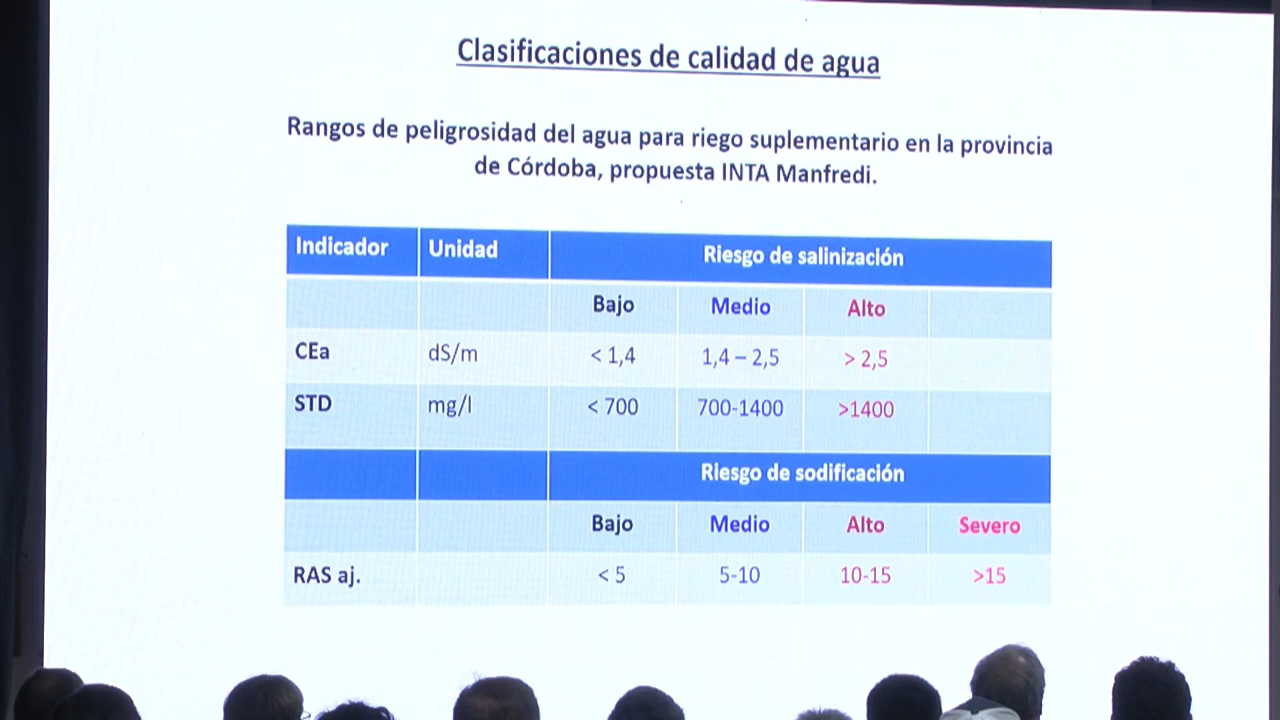 Clasificaciones de calidad de agua
Rangos de peligrosidad del agua para riego suplementario en la provincia
de Córdoba, propuesta INTA Manfredi.
Indicador Unidad Riesgo de salinización
Bajo Medio Alto
CEa dS/m < 1,4 1,4 – 2,5 > 2,5
STD mg/l < 700 700-1400 >1400
Riesgo de sodificación
Bajo Medio Alto Severo
RAS aj. < 5 5-10 10-15 >15